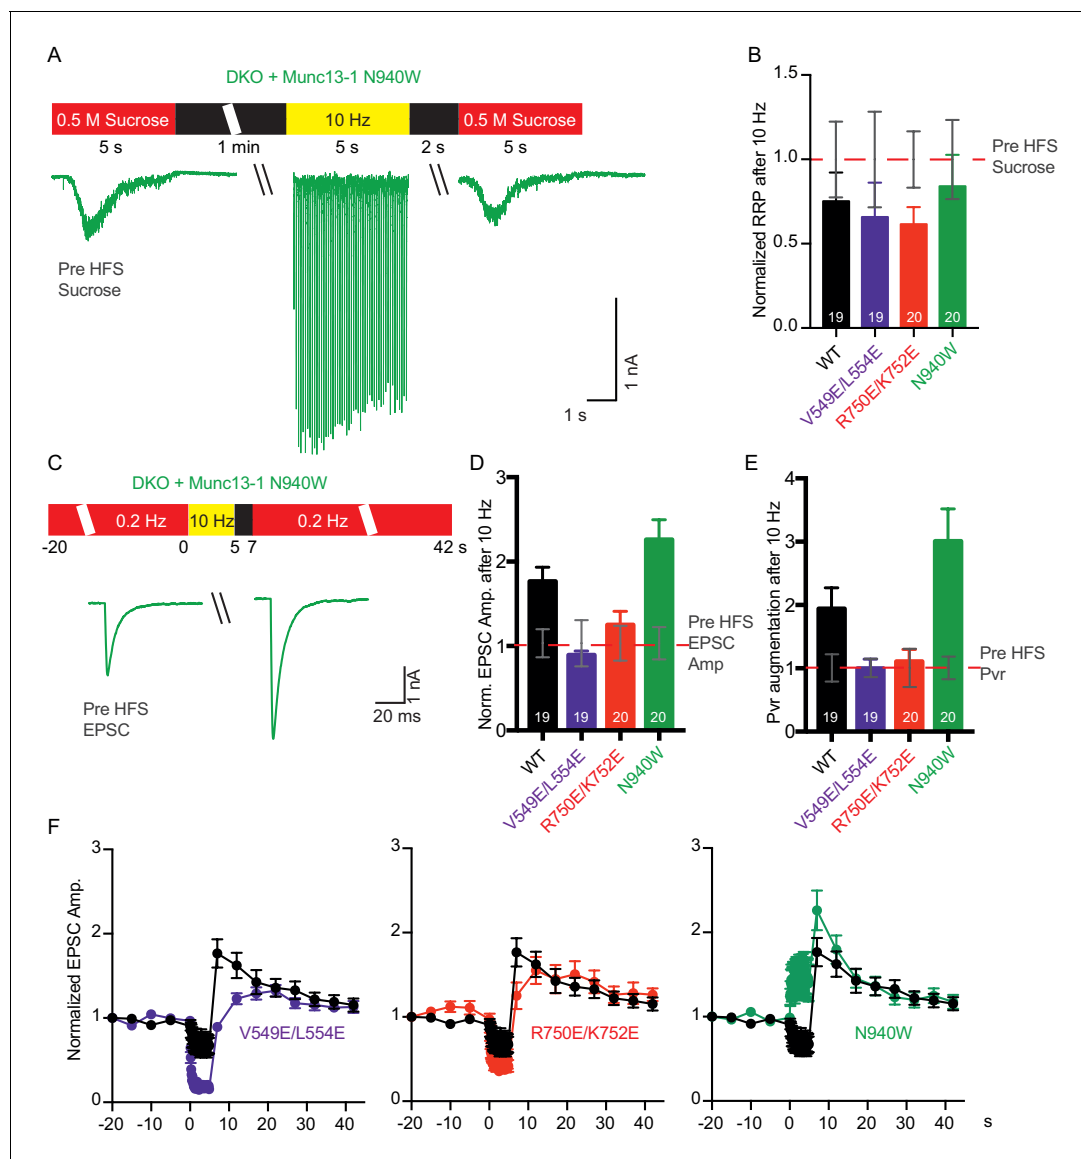 A
DKO + Munc13-1 N940W
0.5 M Sucrose
10 Hz
0.5 M Sucrose
5 s
1 min
5 s
2 s
5 s
Pre HFS
Sucrose
1 nA
1 s
B
Normalized RRP after 10 Hz
1.5
1.0
0.5
0.0
Pre HFS
Sucrose
19
19
20
20
WT
V549E/L554E
R750E/K752E
N940W
C
DKO + Munc13-1 N940W
0.2 Hz
10 Hz
0.2 Hz
-20
0
5
7
42 s
Pre HFS
EPSC
1 nA
20 ms
D
Norm. EPSC Amp. after 10 Hz
3
2
1
0
Pre HFS
EPSC
Amp
19
19
20
20
WT
V549E/L554E
R750E/K752E
N940W
E
Pvr augmentation after 10 Hz
4
3
2
1
0
Pre HFS
Pvr
19
19
20
20
WT
V549E/L554E
R750E/K752E
N940W
F
Normalized EPSC Amp.
3
2
1
0
V549E/L554E
-20 -10 0 10 20 30 40
3
2
1
0
R750E/K752E
-20 -10 0 10 20 30 40
3
2
1
0
N940W
-20 -10 0 10 20 30 40 s